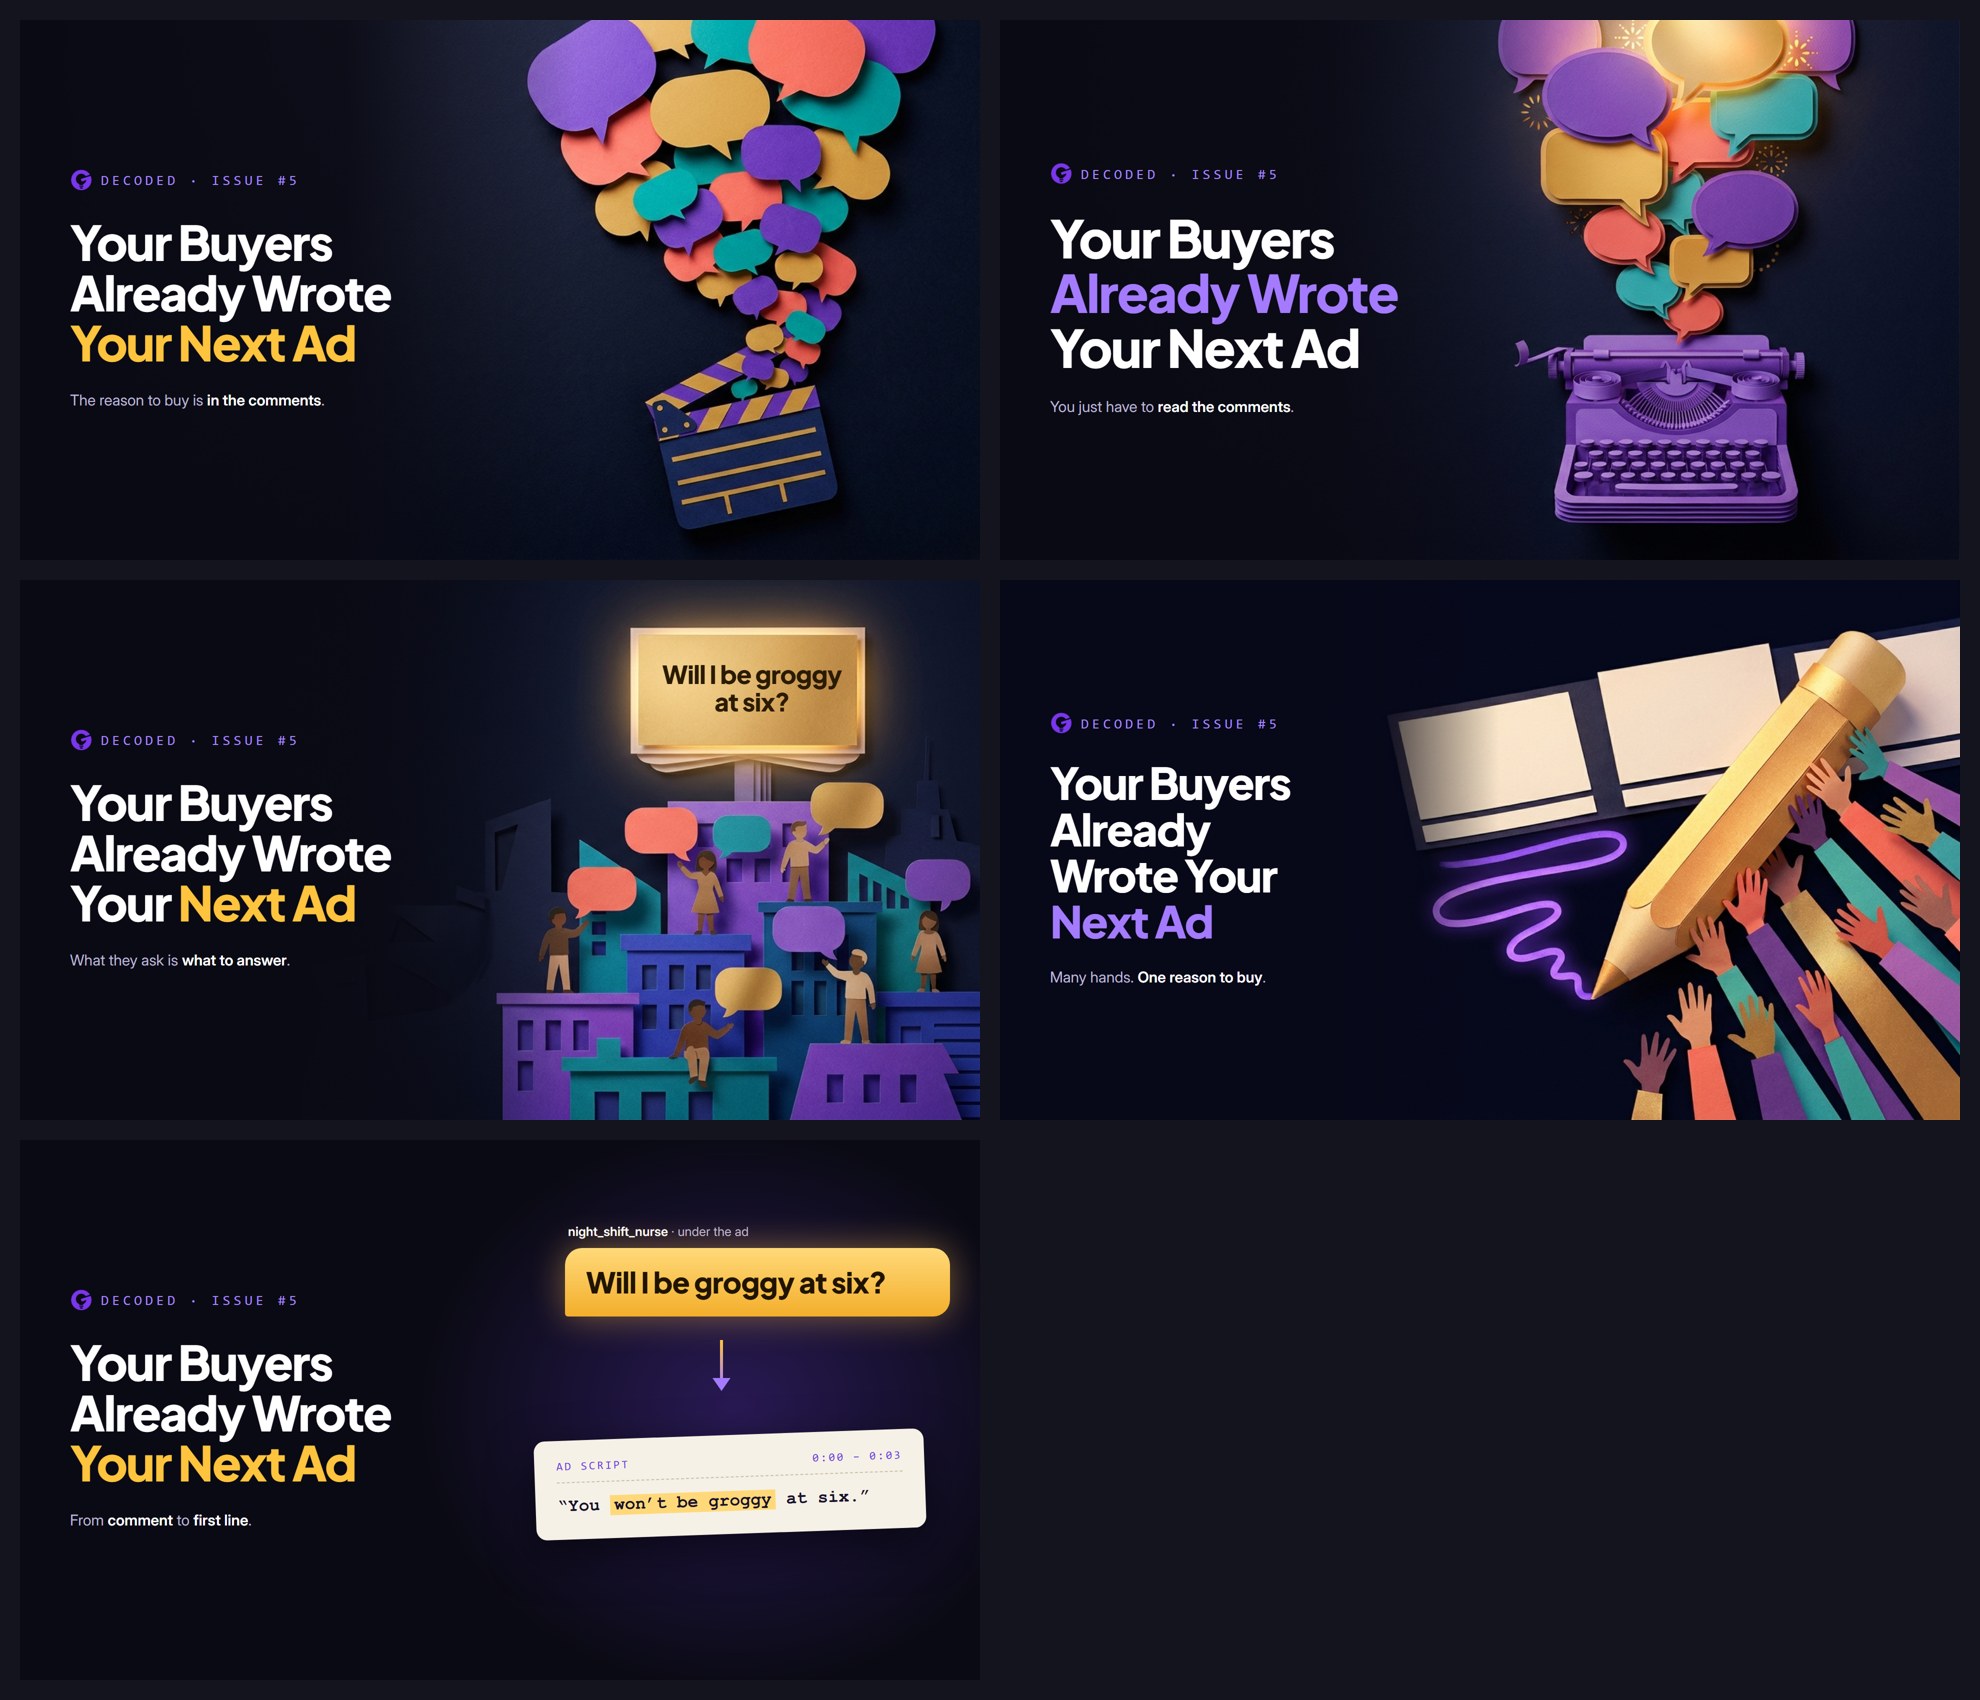 DECODED · ISSUE #5
Your Buyers
Already Wrote
Your Next Ad
The reason to buy is in the comments.
DECODED · ISSUE #5
Your Buyers
Already Wrote
Your Next Ad
You just have to read the comments.
DECODED · ISSUE #5
Your Buyers
Already Wrote
Your Next Ad
What they ask is what to answer.
Will I be groggy
at six?
DECODED · ISSUE #5
Your Buyers
Already
Wrote Your
Next Ad
Many hands. One reason to buy.
DECODED · ISSUE #5
Your Buyers
Already Wrote
Your Next Ad
From comment to first line.
night_shift_nurse · under the ad
Will I be groggy at six?
AD SCRIPT 0:00 – 0:03
“You won’t be groggy at six.”